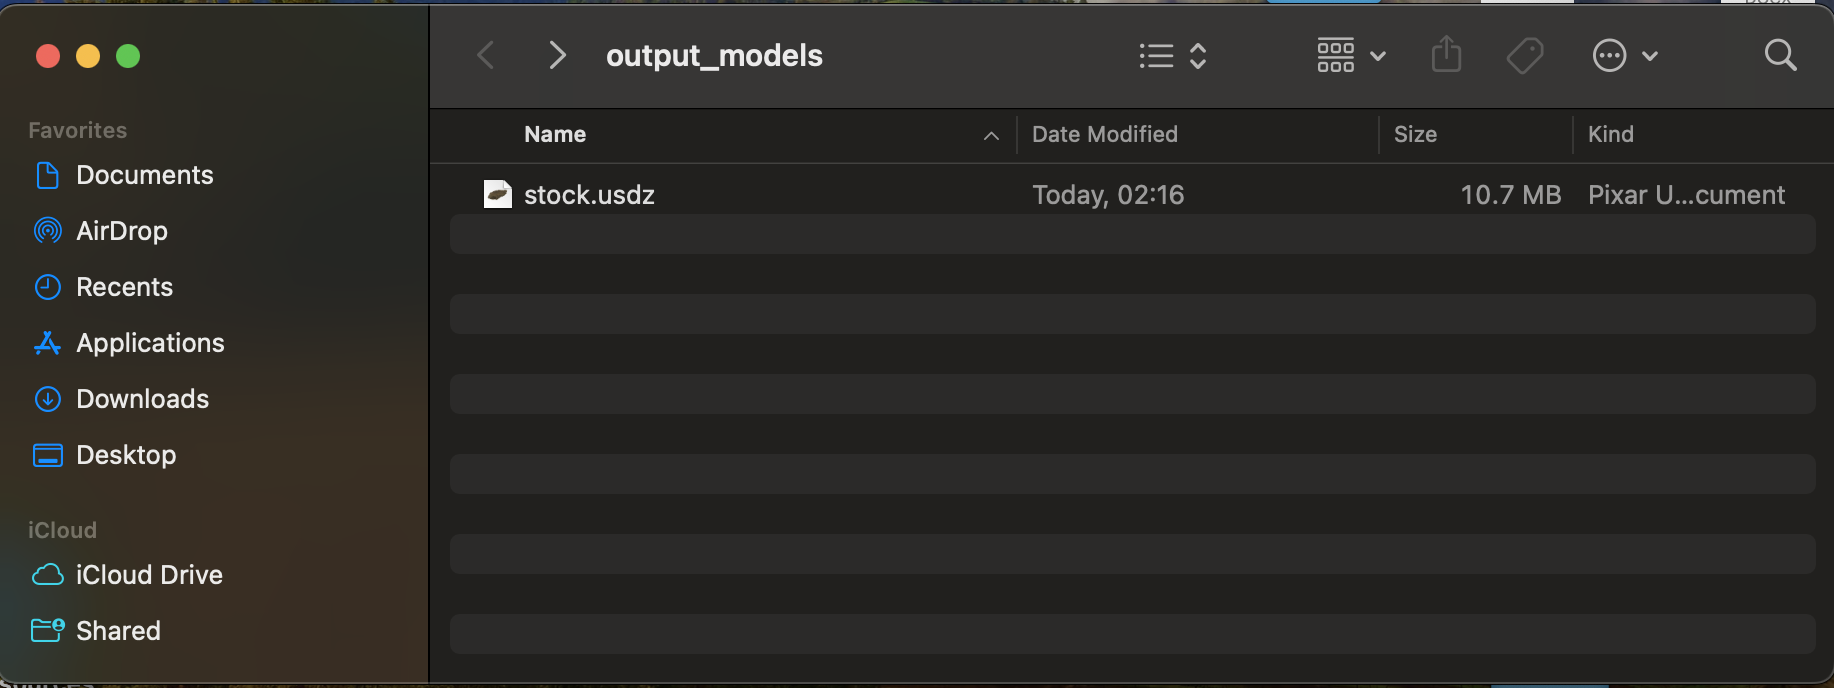 output_models
Favorites
Documents
AirDrop
Recents
Applications
Downloads
Desktop
iCloud
iCloud Drive
Shared
Name Date Modified Size Kind
stock.usdz Today, 02:16 10.7 MB Pixar U...cument